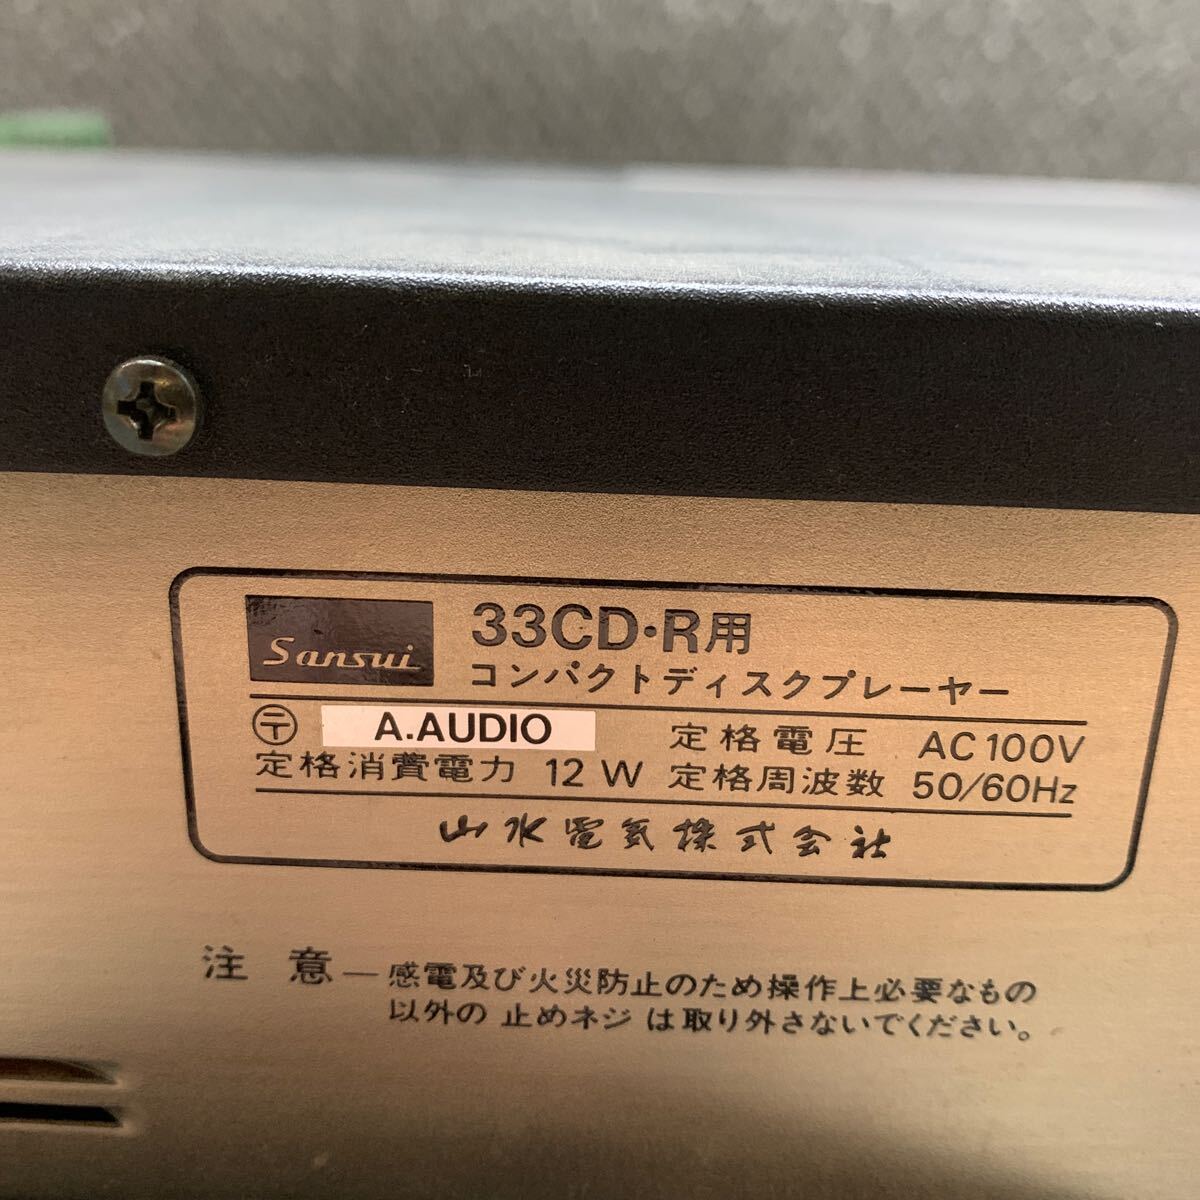 Sansui
33CD・R用
コンパクトディスクプレーヤー
〒 A.AUDIO 定格電圧 AC100V
定格消費電力 12W 定格周波数 50/60Hz
山水電気株式会社
注意―感電及び火災防止のため操作上必要なもの
以外の 止めネジ は取り外さないでください。